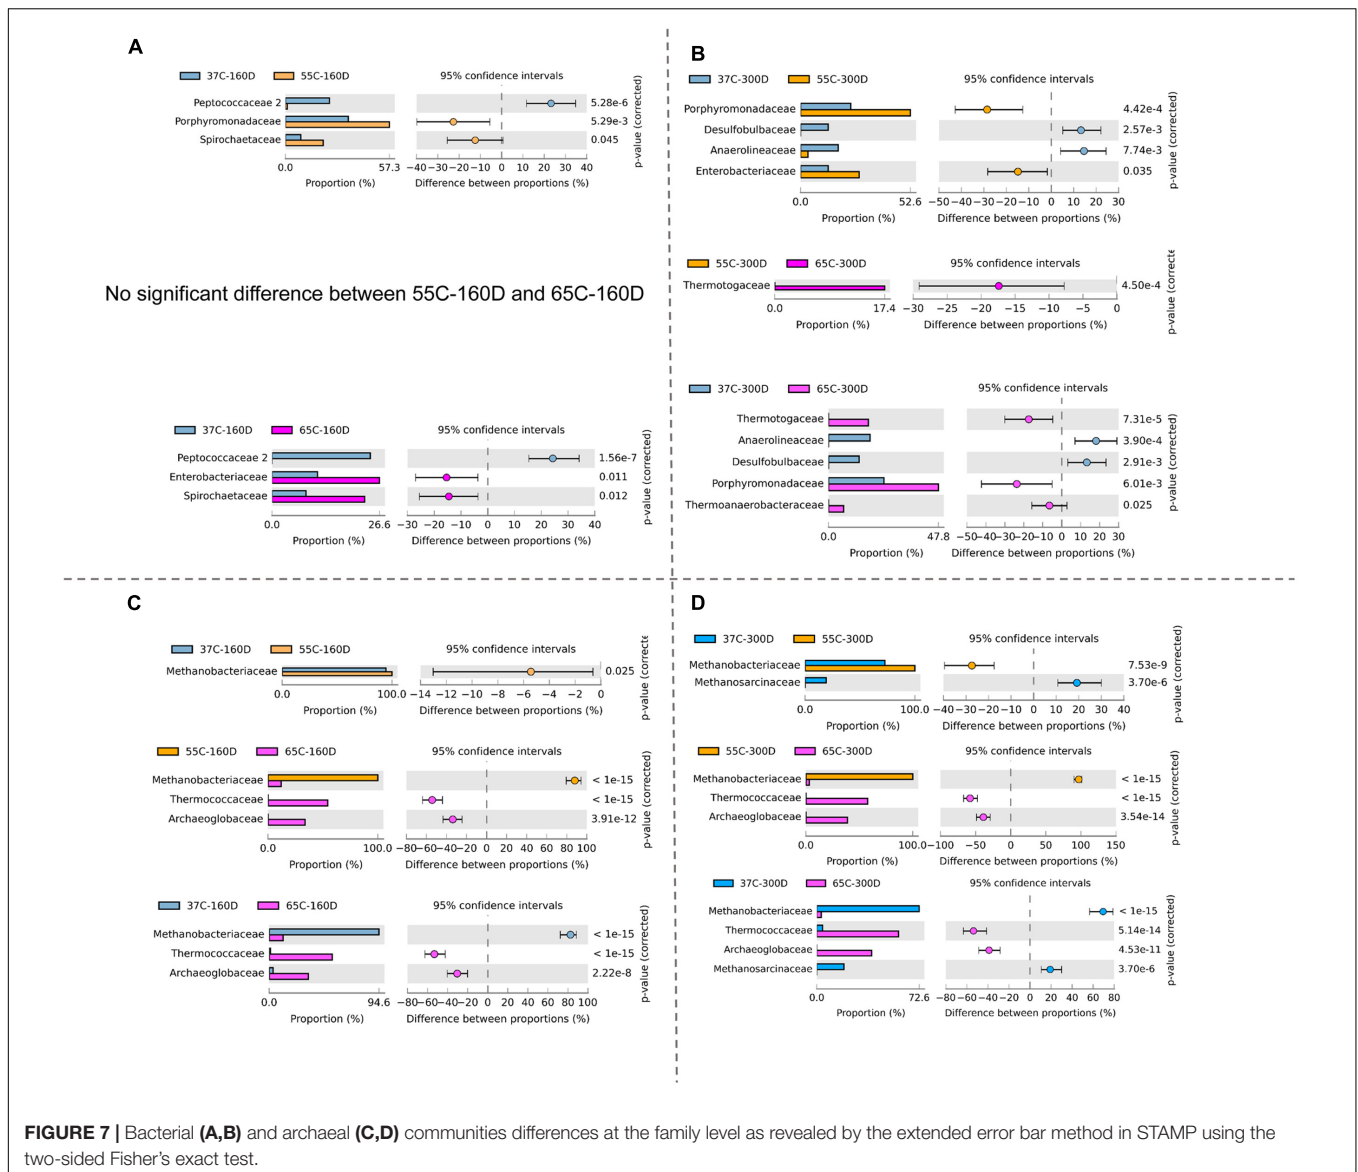 A
37C-160D 55C-160D 95% confidence intervals
Peptococcaceae 2 5.28e-6
Porphyromonadaceae 5.29e-3
Spirochaetaceae 0.045
p-value (corrected)
0.0 57.3 −40 −30 −20 −10 0 10 20 30 40
Proportion (%) Difference between proportions (%)
No significant difference between 55C-160D and 65C-160D
37C-160D 65C-160D 95% confidence intervals
Peptococcaceae 2 1.56e-7
Enterobacteriaceae 0.011
Spirochaetaceae 0.012
p-value (corrected)
0.0 26.6 −30 −20 −10 0 10 20 30 40
Proportion (%) Difference between proportions (%)
B
37C-300D 55C-300D 95% confidence intervals
Porphyromonadaceae 4.42e-4
Desulfobulbaceae 2.57e-3
Anaerolineaceae 7.74e-3
Enterobacteriaceae 0.035
p-value (corrected)
0.0 52.6 −50 −40 −30 −20 −10 0 10 20 30
Proportion (%) Difference between proportions (%)
55C-300D 65C-300D 95% confidence intervals
Thermotogaceae 4.50e-4
p-value (correcte
0.0 17.4 −30 −25 −20 −15 −10 −5 0
Proportion (%) Difference between proportions (%)
37C-300D 65C-300D 95% confidence intervals
Thermotogaceae 7.31e-5
Anaerolineaceae 3.90e-4
Desulfobulbaceae 2.91e-3
Porphyromonadaceae 6.01e-3
Thermoanaerobacteraceae 0.025
p-value (corrected)
0.0 47.8 −50−40−30−20−10 0 10 20 30
Proportion (%) Difference between proportions (%)
C
37C-160D 55C-160D 95% confidence intervals
Methanobacteriaceae 0.025
p-value (correcte
0.0 100.0 −14 −12 −10 −8 −6 −4 −2 0
Proportion (%) Difference between proportions (%)
55C-160D 65C-160D 95% confidence intervals
Methanobacteriaceae < 1e-15
Thermococcaceae < 1e-15
Archaeoglobaceae 3.91e-12
p-value (corrected)
0.0 100.0 −80−60−40−20 0 20 40 60 80 100
Proportion (%) Difference between proportions (%)
37C-160D 65C-160D 95% confidence intervals
Methanobacteriaceae < 1e-15
Thermococcaceae < 1e-15
Archaeoglobaceae 2.22e-8
p-value (corrected)
0.0 94.6 −80−60−40−20 0 20 40 60 80 100
Proportion (%) Difference between proportions (%)
D
37C-300D 55C-300D 95% confidence intervals
Methanobacteriaceae 7.53e-9
Methanosarcinaceae 3.70e-6
p-value (corrected)
0.0 100.0 −40 −30 −20 −10 0 10 20 30 40
Proportion (%) Difference between proportions (%)
55C-300D 65C-300D 95% confidence intervals
Methanobacteriaceae < 1e-15
Thermococcaceae < 1e-15
Archaeoglobaceae 3.54e-14
p-value (corrected)
0.0 100.0 −100 −50 0 50 100 150
Proportion (%) Difference between proportions (%)
37C-300D 65C-300D 95% confidence intervals
Methanobacteriaceae < 1e-15
Thermococcaceae 5.14e-14
Archaeoglobaceae 4.53e-11
Methanosarcinaceae 3.70e-6
p-value (corrected)
0.0 72.6 −80 −60 −40 −20 0 20 40 60 80
Proportion (%) Difference between proportions (%)
FIGURE 7 | Bacterial (A,B) and archaeal (C,D) communities differences at the family level as revealed by the extended error bar method in STAMP using the
two-sided Fisher's exact test.